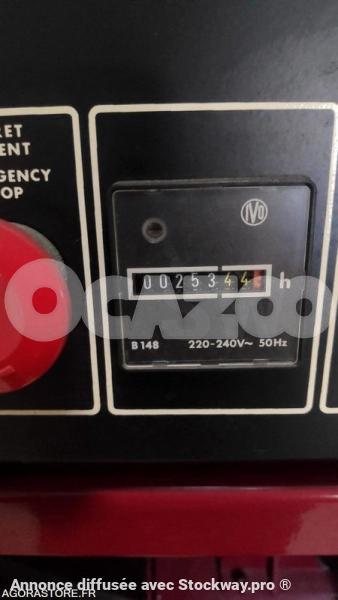 RET
ENT
GENCY
OP
IVO
0025344
h
B 148 220-240V~ 50Hz
OCAZOO
AGORASTORE.FR
Annonce diffusée avec Stockway.pro ®